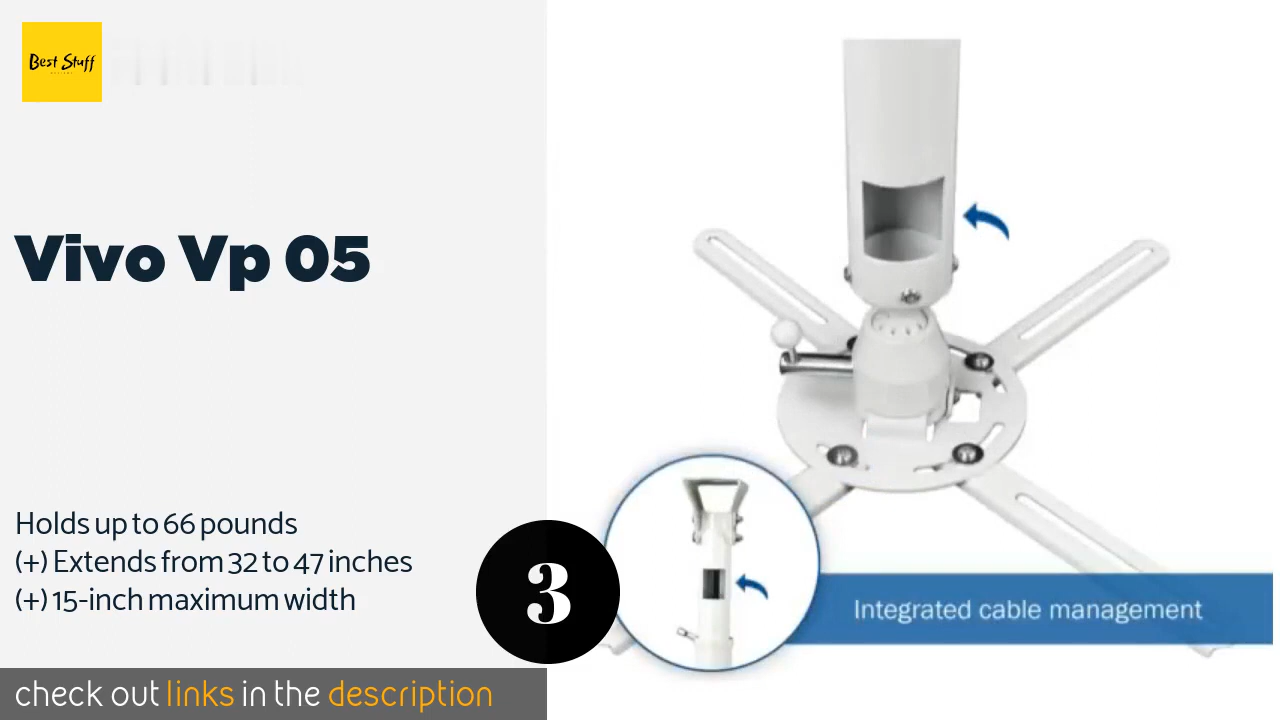 Best Stuff
Vivo Vp 05
Holds up to 66 pounds
(+) Extends from 32 to 47 inches
(+) 15-inch maximum width
3
Integrated cable management
check out links in the description